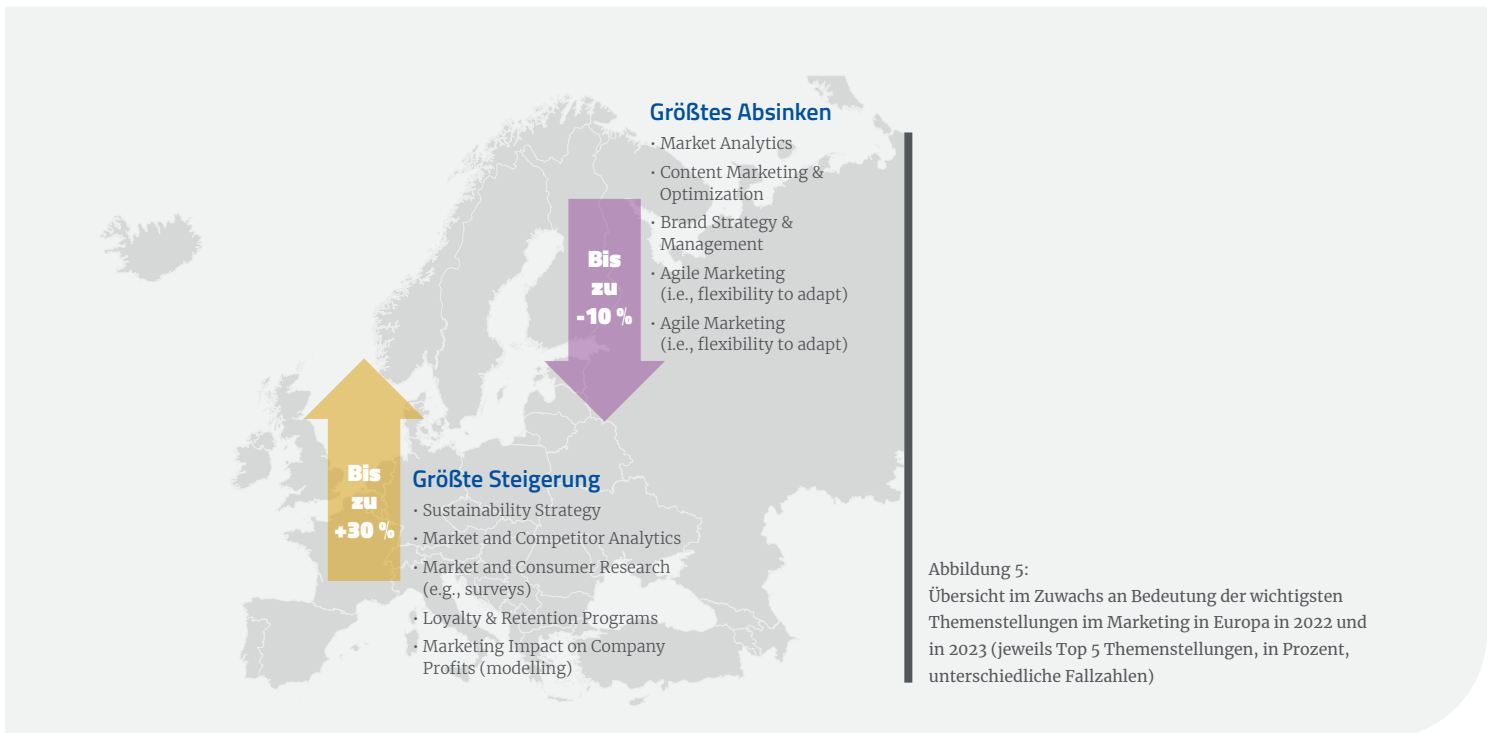 Größtes Absinken
· Market Analytics
· Content Marketing &
Optimization
· Brand Strategy &
Management
· Agile Marketing
(i.e., flexibility to adapt)
· Agile Marketing
(i.e., flexibility to adapt)
Bis
zu
-10 %
Bis
zu
+30 %
Größte Steigerung
· Sustainability Strategy
· Market and Competitor Analytics
· Market and Consumer Research
(e.g., surveys)
· Loyalty & Retention Programs
· Marketing Impact on Company
Profits (modelling)
Abbildung 5:
Übersicht im Zuwachs an Bedeutung der wichtigsten
Themenstellungen im Marketing in Europa in 2022 und
in 2023 (jeweils Top 5 Themenstellungen, in Prozent,
unterschiedliche Fallzahlen)